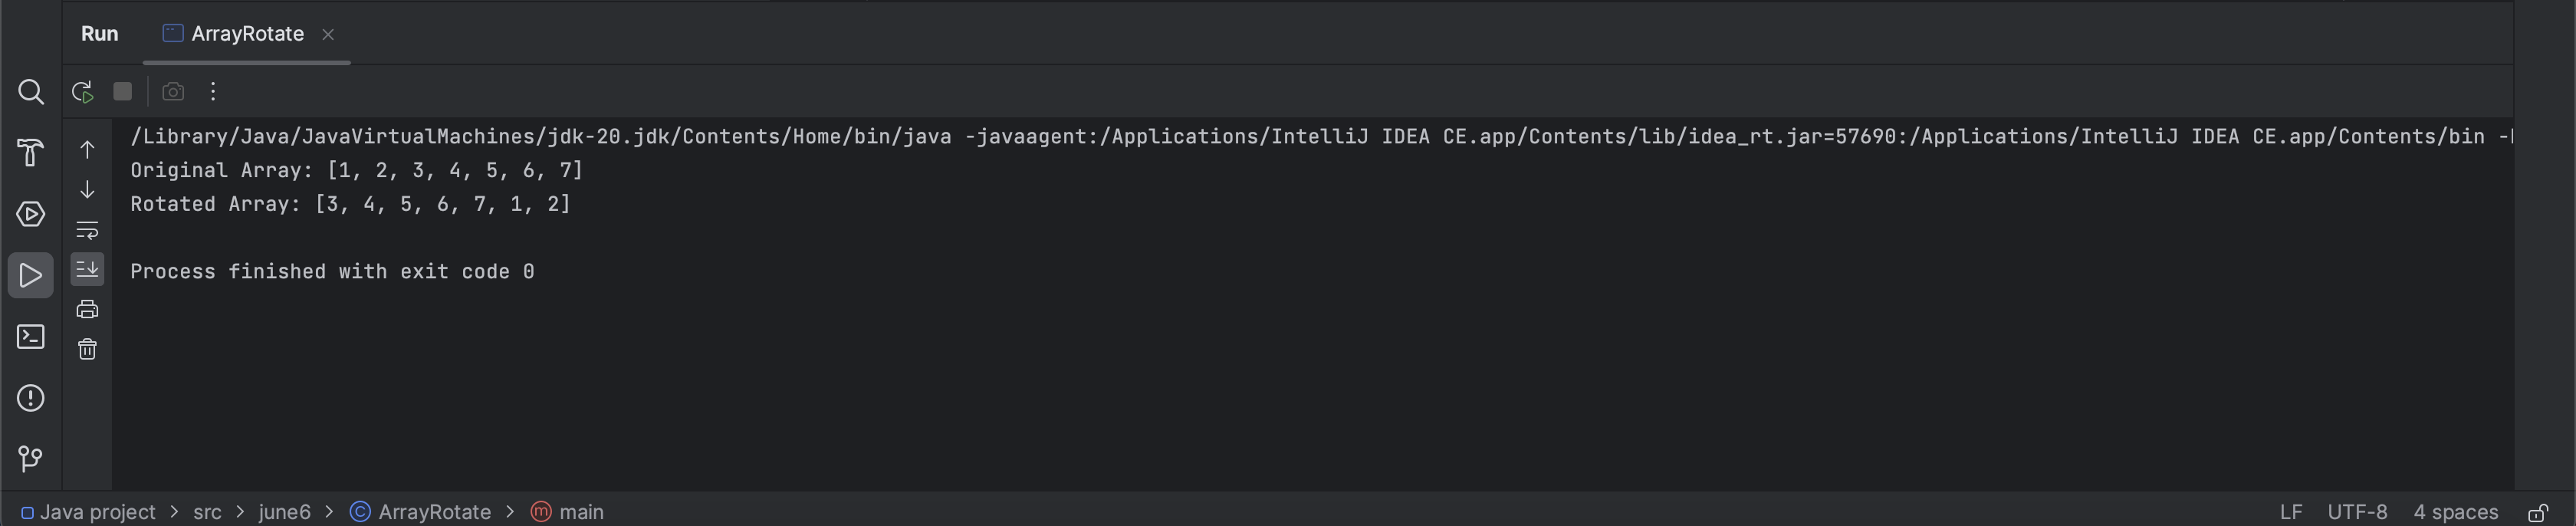 Run ArrayRotate
/Library/Java/JavaVirtualMachines/jdk-20.jdk/Contents/Home/bin/java -javaagent:/Applications/IntelliJ IDEA CE.app/Contents/lib/idea_rt.jar=57690:/Applications/IntelliJ IDEA CE.app/Contents/bin
Original Array: [1, 2, 3, 4, 5, 6, 7]
Rotated Array: [3, 4, 5, 6, 7, 1, 2]
Process finished with exit code 0
Java project > src > june6 > ArrayRotate > main LF UTF-8 4 spaces